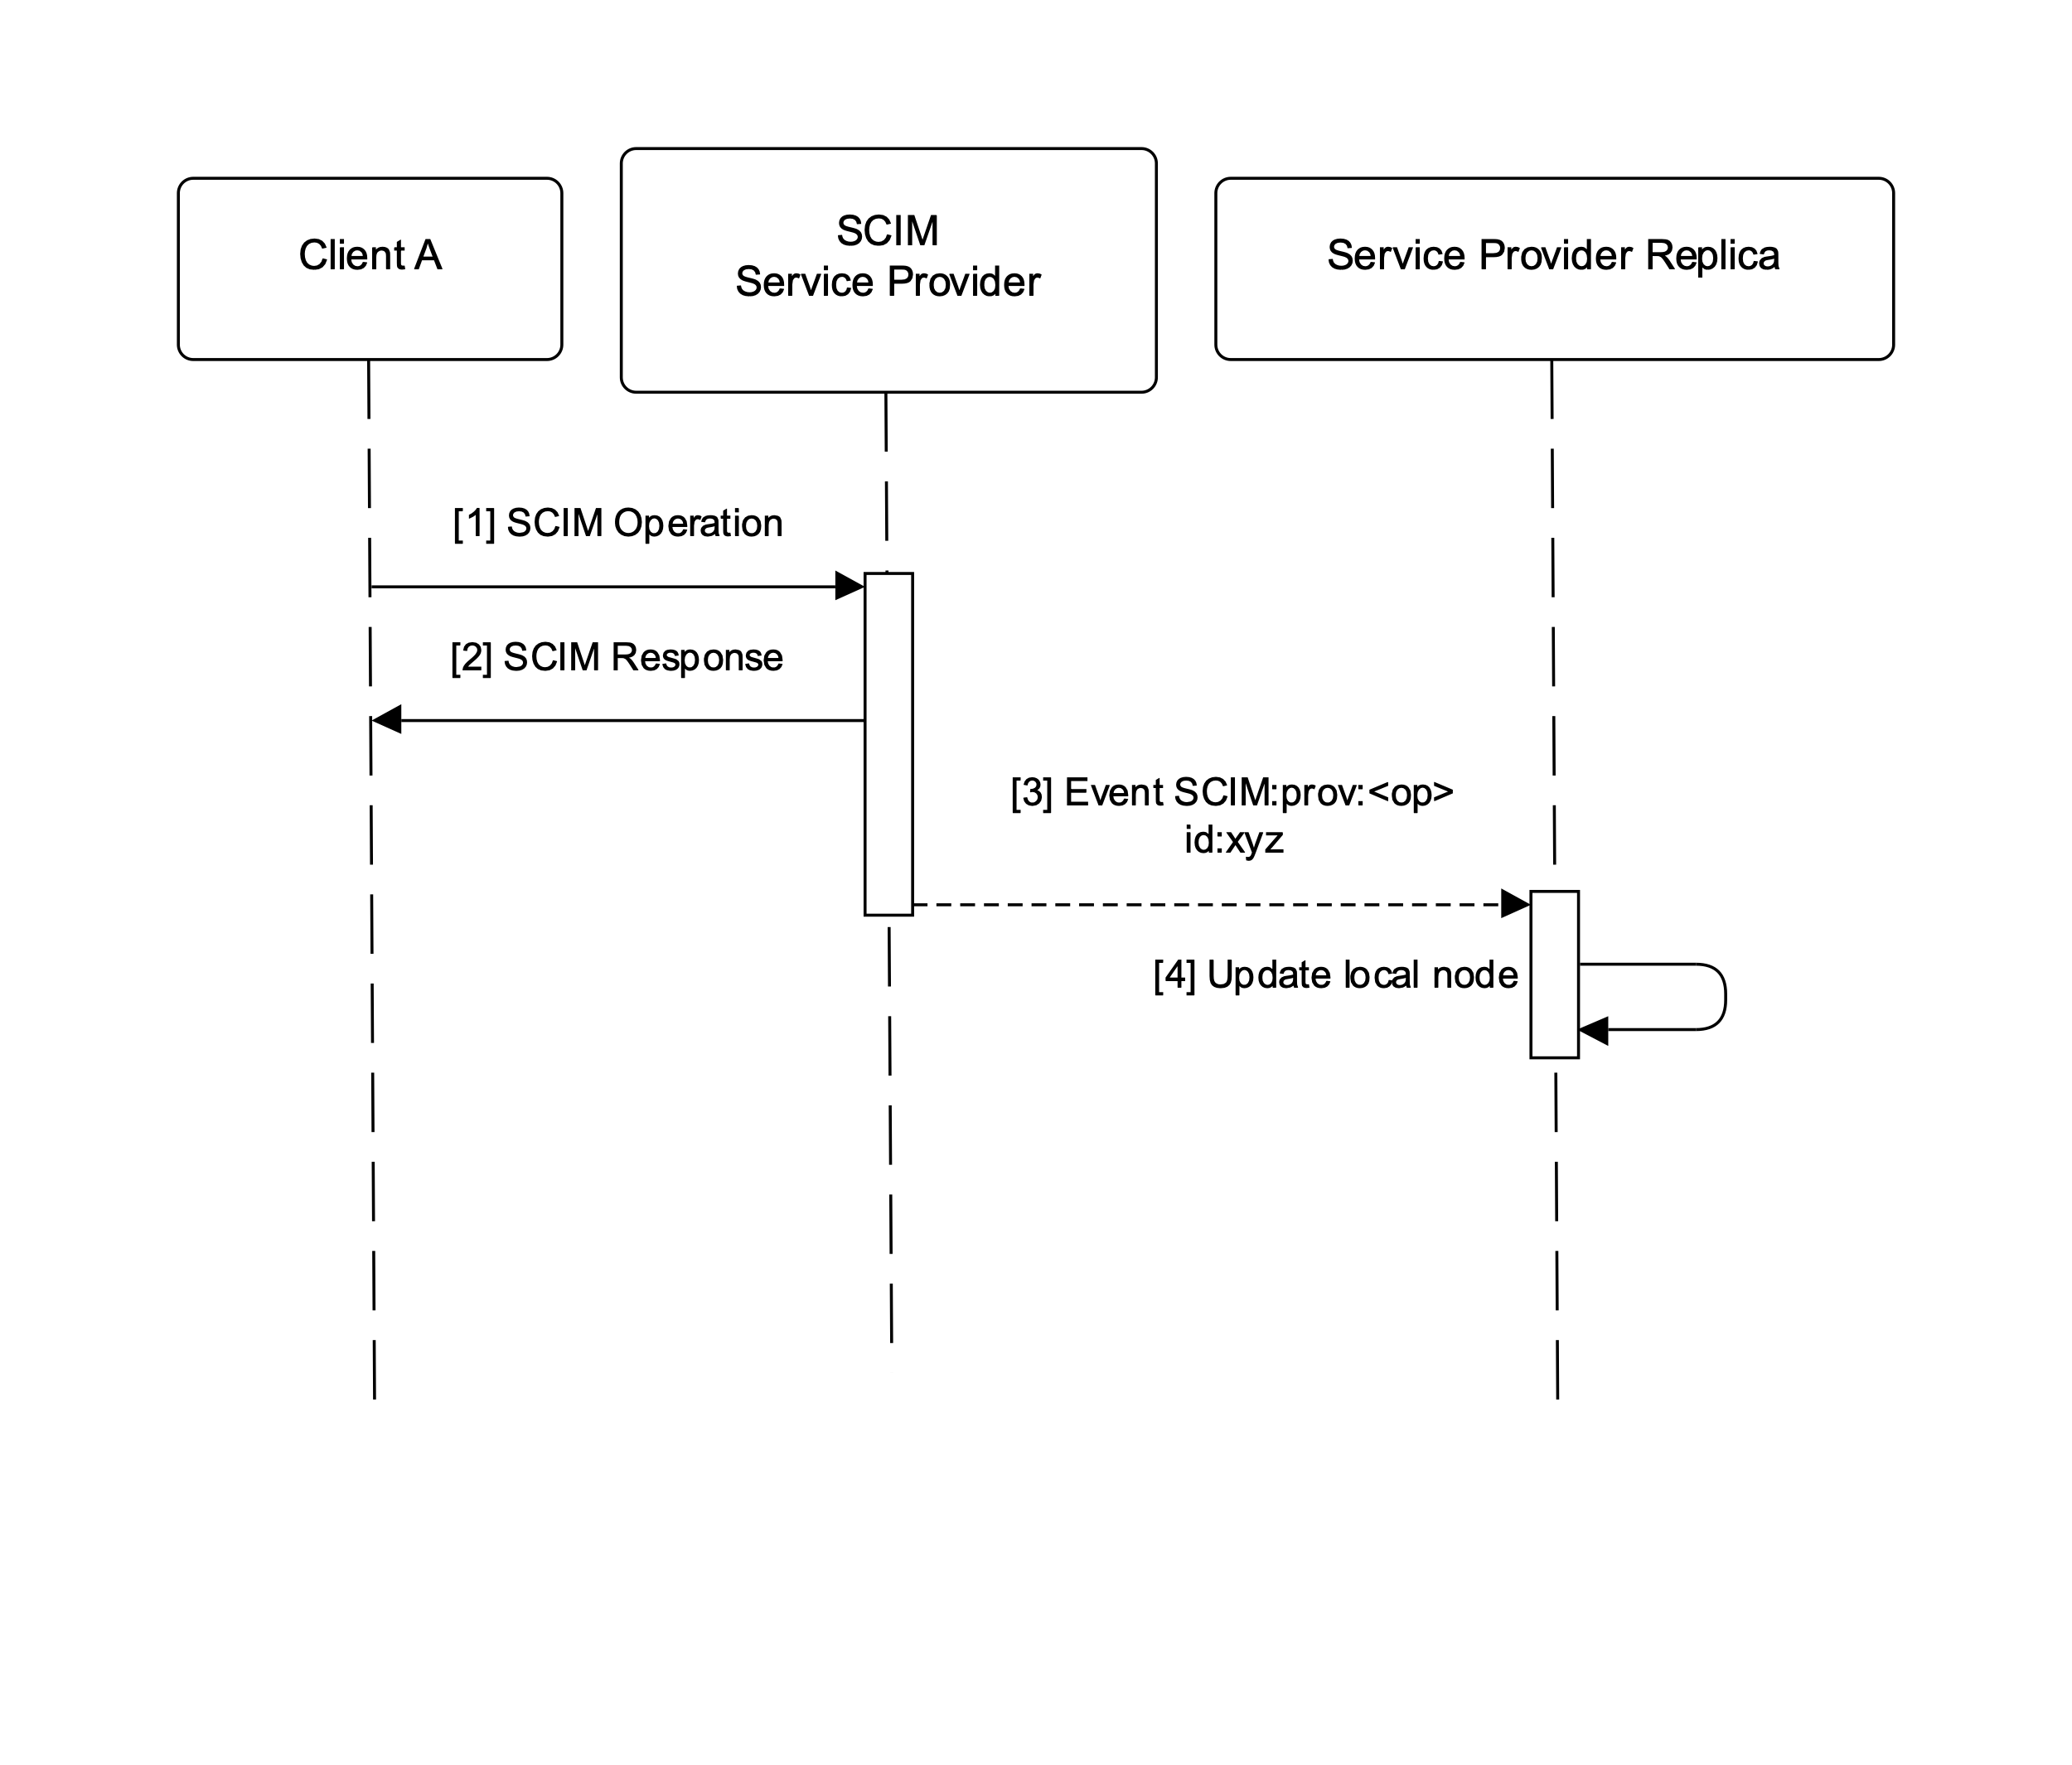 Client A
SCIM
Service Provider
Service Provider Replica
[1] SCIM Operation
[2] SCIM Response
[3] Event SCIM:prov:<op>
id:xyz
[4] Update local node